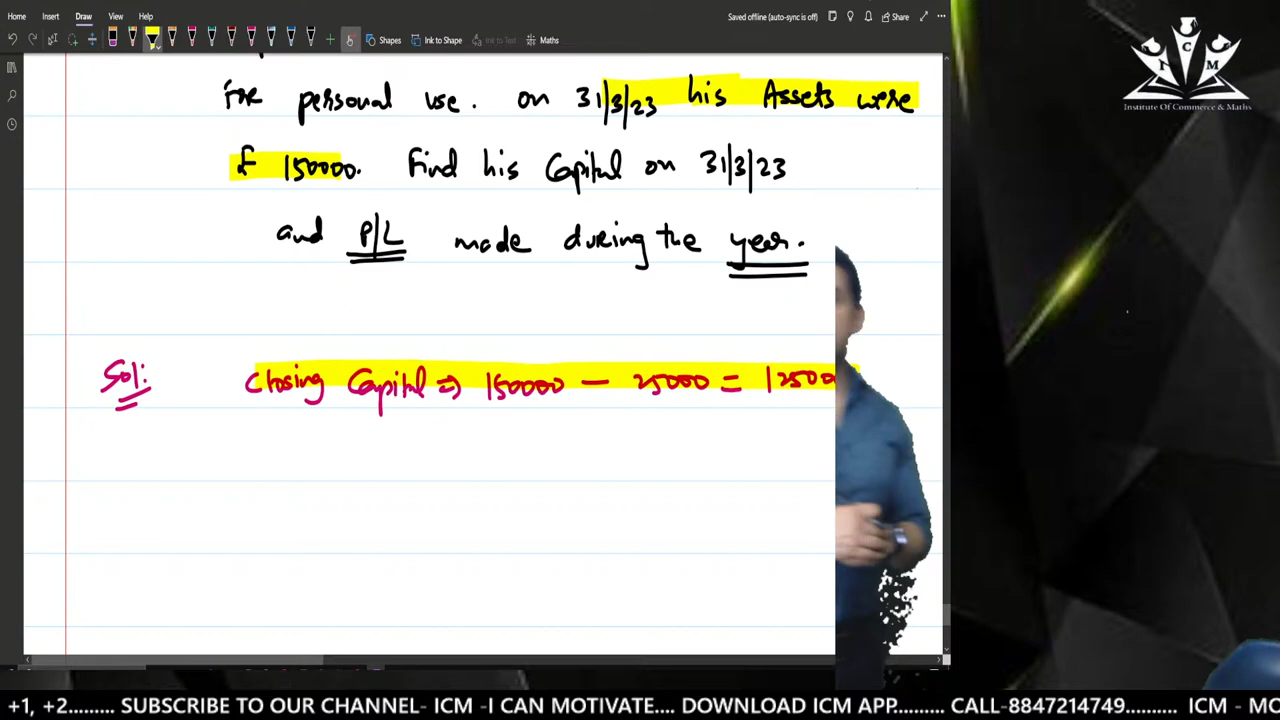 Home Insert Draw View Help
Saved offline (auto-sync is off)
Share
Shapes
Ink to Shape
Ink to Text
Maths
for personal use. on 31/3/23 his Assets were
₹ 150000. Find his Capital on 31/3/23
and P/L made during the year.
Sol: Closing Capital ⇒ 150000 – 25000 = 125000
I C M
Institute Of Commerce & Maths
+1, +2......... SUBSCRIBE TO OUR CHANNEL- ICM -I CAN MOTIVATE.... DOWNLOAD ICM APP......... CALL-8847214749......... ICM - MO